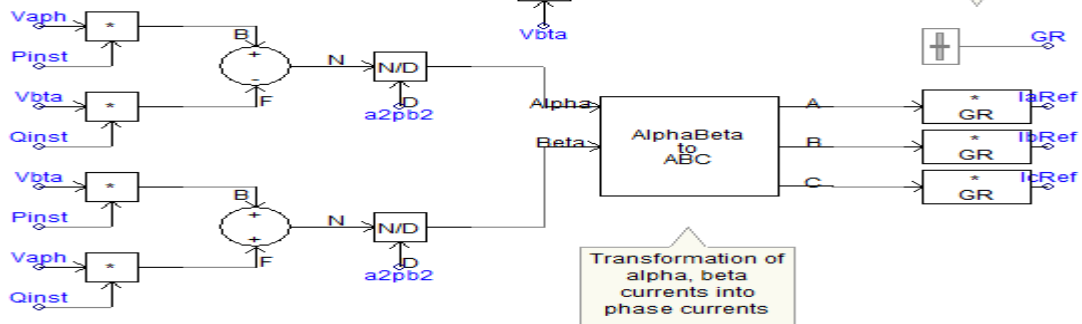 Vaph
*
Pinst
B
+
-
F
Vbta
*
Qinst
N
N/D
D
a2pb2
Vbta
GR
Vbta
*
Pinst
B
+
+
F
Vaph
*
Qinst
N
N/D
D
a2pb2
Alpha
Beta
AlphaBeta
to
ABC
A
B
C
*
GR
IaRef
*
GR
IbRef
*
GR
IcRef
Transformation of
alpha, beta
currents into
phase currents